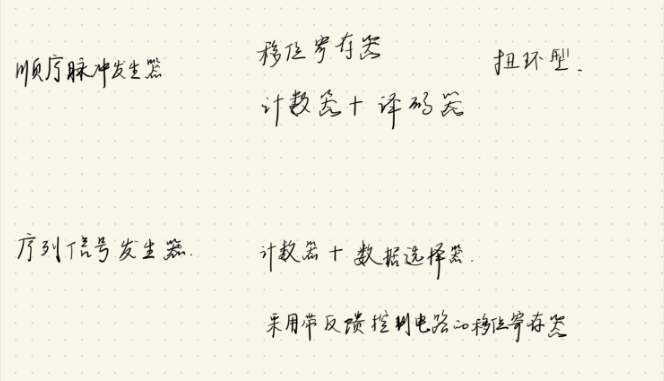 移位寄存器
扭环型.
顺序脉冲发生器
计数器+译码器
序列信号发生器.
计数器+数据选择器.
采用带反馈控制电路的移位寄存器